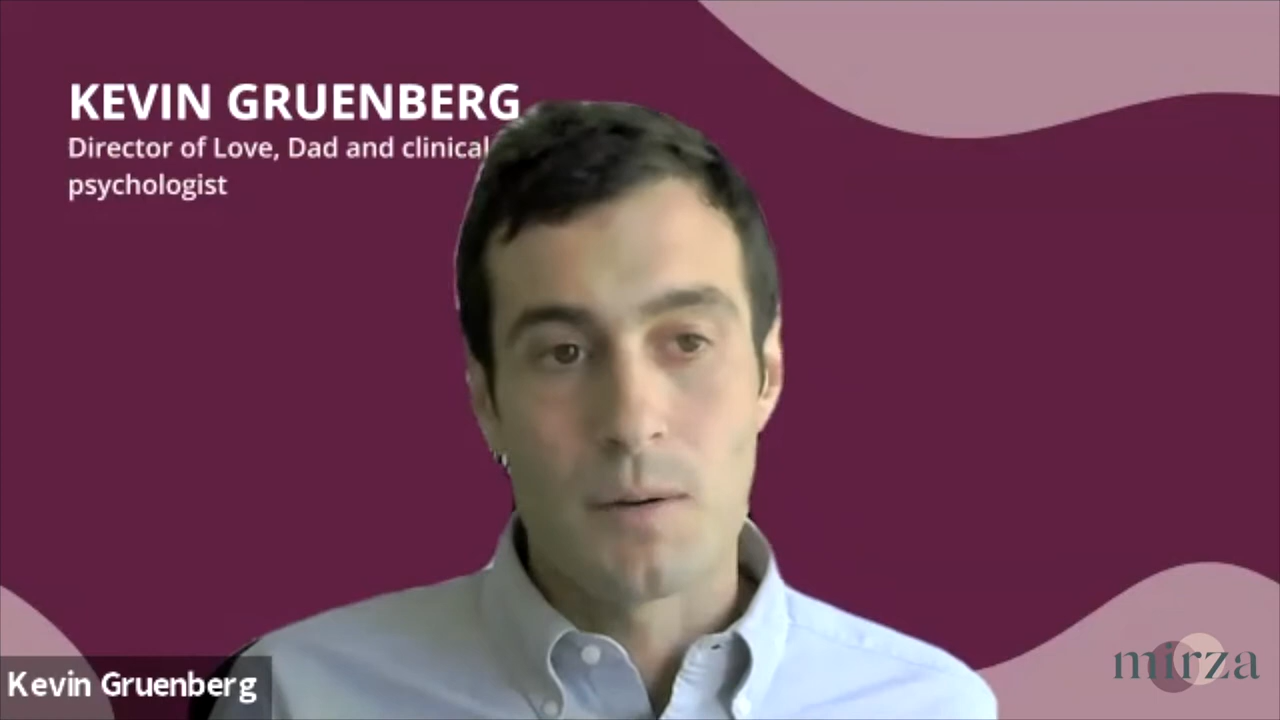 KEVIN GRUENBERG
Director of Love, Dad and clinical
psychologist
Kevin Gruenberg
mirza